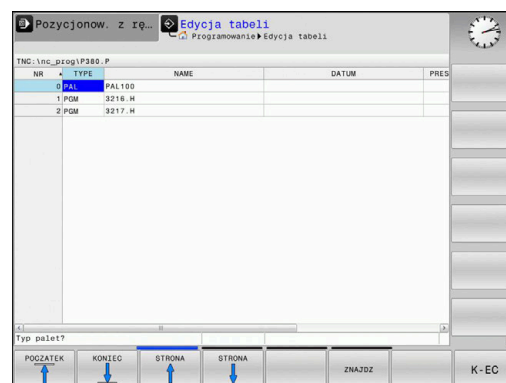 Pozycjonow. z rę...
Edycja tabeli
Programowanie Edycja tabeli
TNC:\nc_prog\P380.P
NR TYPE NAME DATUM PRES
0 PAL PAL100
1 PGM 3216.H
2 PGM 3217.H
Typ palet?
POCZATEK KONIEC STRONA STRONA ZNAJDZ K-EC